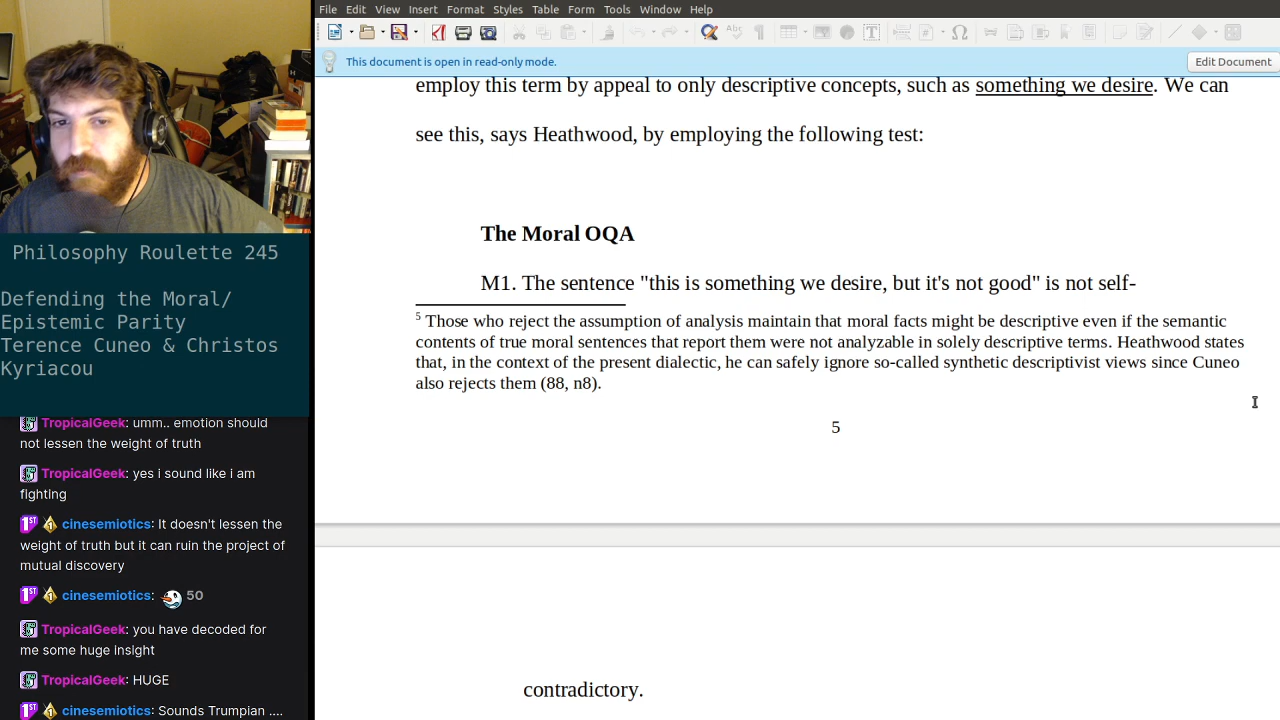 File Edit View Insert Format Styles Table Form Tools Window Help
This document is open in read-only mode.
Edit Document
employ this term by appeal to only descriptive concepts, such as something we desire. We can
see this, says Heathwood, by employing the following test:
The Moral OQA
M1. The sentence "this is something we desire, but it's not good" is not self-
5 Those who reject the assumption of analysis maintain that moral facts might be descriptive even if the semantic
contents of true moral sentences that report them were not analyzable in solely descriptive terms. Heathwood states
that, in the context of the present dialectic, he can safely ignore so-called synthetic descriptivist views since Cuneo
also rejects them (88, n8).
5
contradictory.
Philosophy Roulette 245
Defending the Moral/
Epistemic Parity
Terence Cuneo & Christos
Kyriacou
TropicalGeek: umm.. emotion should
not lessen the weight of truth
TropicalGeek: yes i sound like i am
fighting
1ST cinesemiotics: It doesn't lessen the
weight of truth but it can ruin the project of
mutual discovery
1ST cinesemiotics: 50
TropicalGeek: you have decoded for
me some huge insight
TropicalGeek: HUGE
1ST cinesemiotics: Sounds Trumpian ....